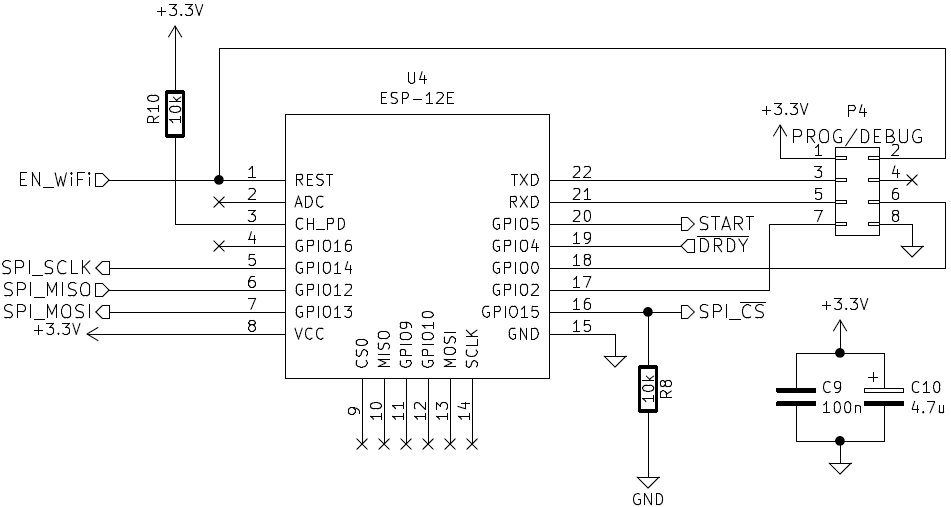 +3.3V
U4
ESP-12E
R10
10k
+3.3V
P4
PROG/DEBUG
1
2
3
4
5
6
7
8
EN_WiFi
SPI_SCLK
SPI_MISO
SPI_MOSI
+3.3V
1 REST
2 ADC
3 CH_PD
4 GPIO16
5 GPIO14
6 GPIO12
7 GPIO13
8 VCC
TXD 22
RXD 21
GPIO5 20
GPIO4 19
GPIO0 18
GPIO2 17
GPIO15 16
GND 15
START
DRDY
SPI_CS
CS0
MISO
GPIO9
GPIO10
MOSI
SCLK
9
10
11
12
13
14
10k
R8
GND
+3.3V
+
C9
100n
C10
4.7u